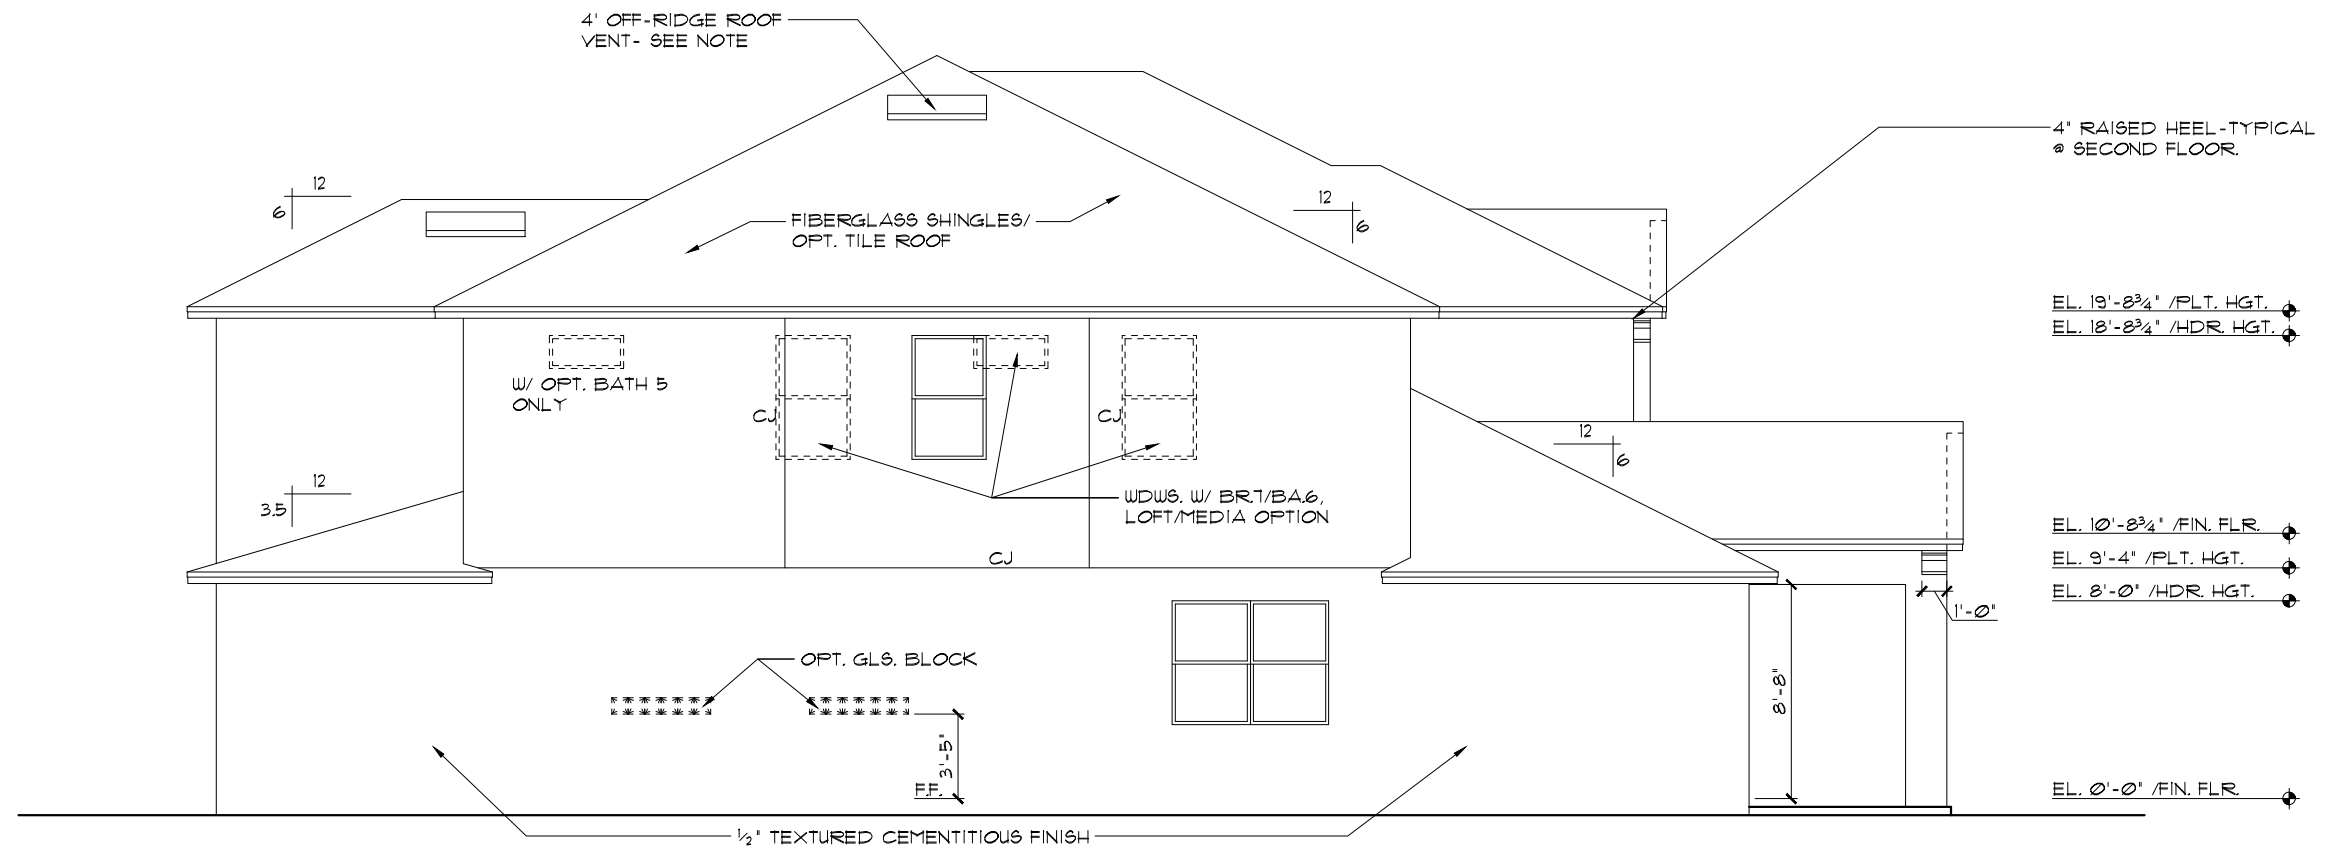 4' OFF-RIDGE ROOF
VENT- SEE NOTE
4" RAISED HEEL-TYPICAL
@ SECOND FLOOR.
12
6
12
6
FIBERGLASS SHINGLES/
OPT. TILE ROOF
EL. 19'-8¾" /PLT. HGT.
EL. 18'-8¾" /HDR. HGT.
W/ OPT. BATH 5
ONLY
CJ
CJ
12
6
12
3.5
WDWS. W/ BR.7/BA.6,
LOFT/MEDIA OPTION
EL. 10'-8¾" /FIN. FLR.
CJ
EL. 9'-4" /PLT. HGT.
EL. 8'-0" /HDR. HGT.
1'-0"
OPT. GLS. BLOCK
8'-8"
3'-5"
F.F.
EL. 0'-0" /FIN. FLR.
½" TEXTURED CEMENTITIOUS FINISH